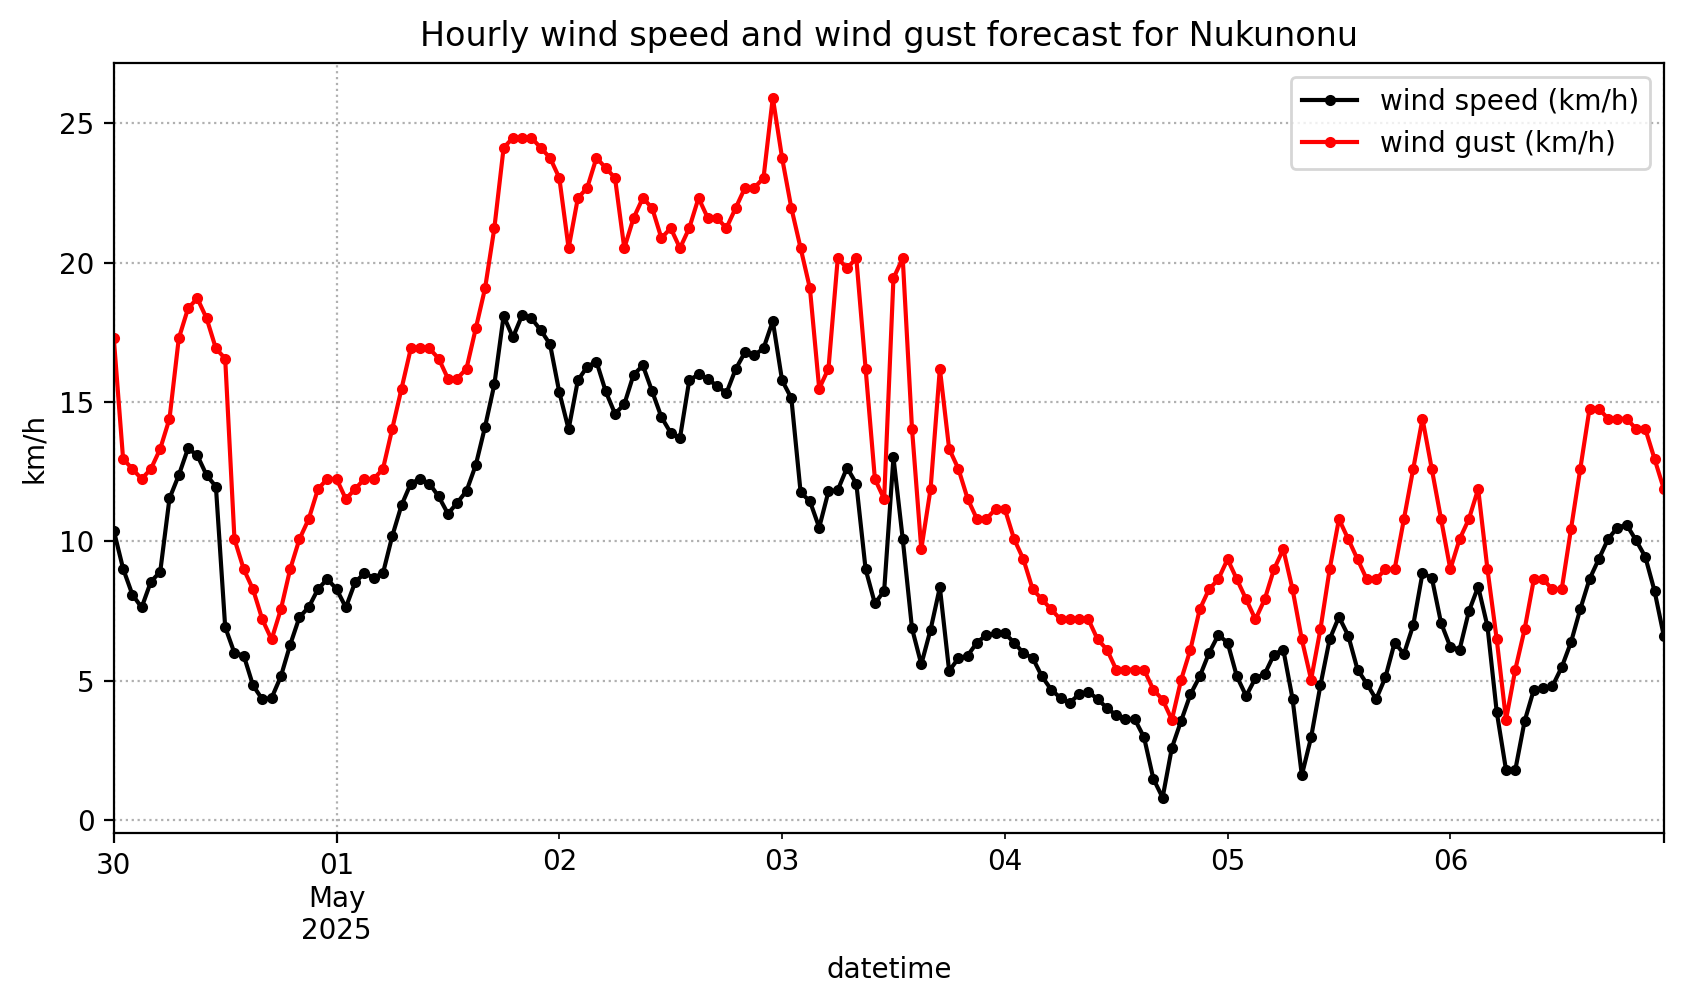 Hourly wind speed and wind gust forecast for Nukunonu
wind speed (km/h)
wind gust (km/h)
km/h
25
20
15
10
5
0
30
01
02
03
04
05
06
May
2025
datetime